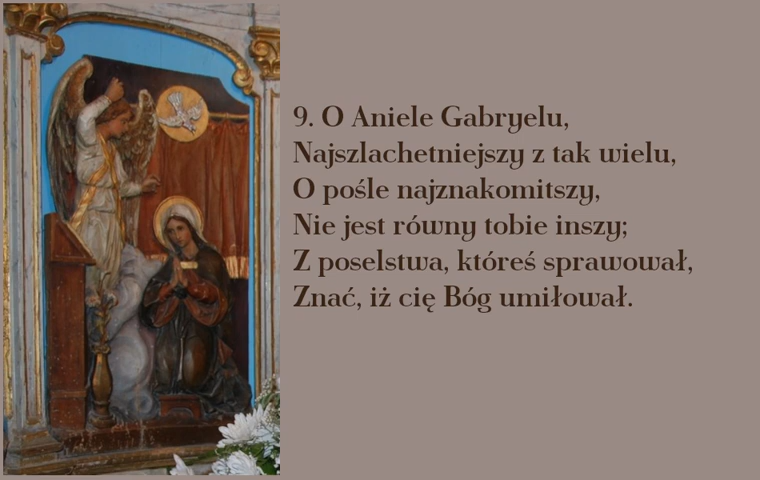 9. O Aniele Gabryelu,
Najszlachetniejszy z tak wielu,
O pośle najznakomitszy,
Nie jest równy tobie inszy;
Z poselstwa, któreś sprawował,
Znać, iż cię Bóg umiłował.